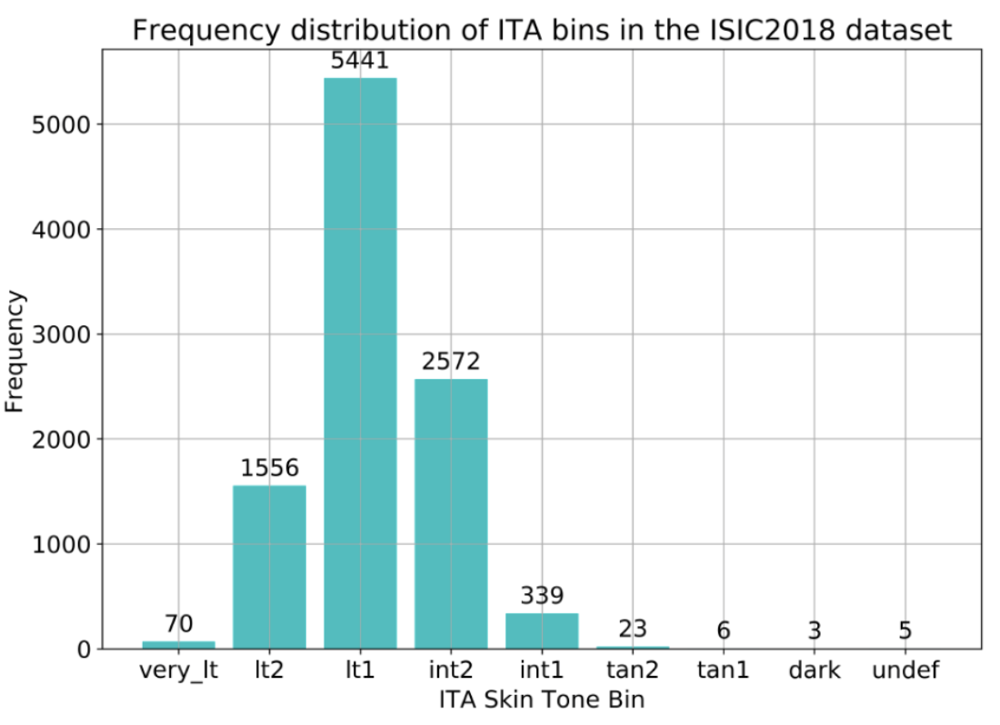 Frequency distribution of ITA bins in the ISIC2018 dataset
5441
5000
4000
3000
2572
2000
1556
1000
339
70
23
6
3
5
0
Frequency
very_lt
lt2
lt1
int2
int1
tan2
tan1
dark
undef
ITA Skin Tone Bin